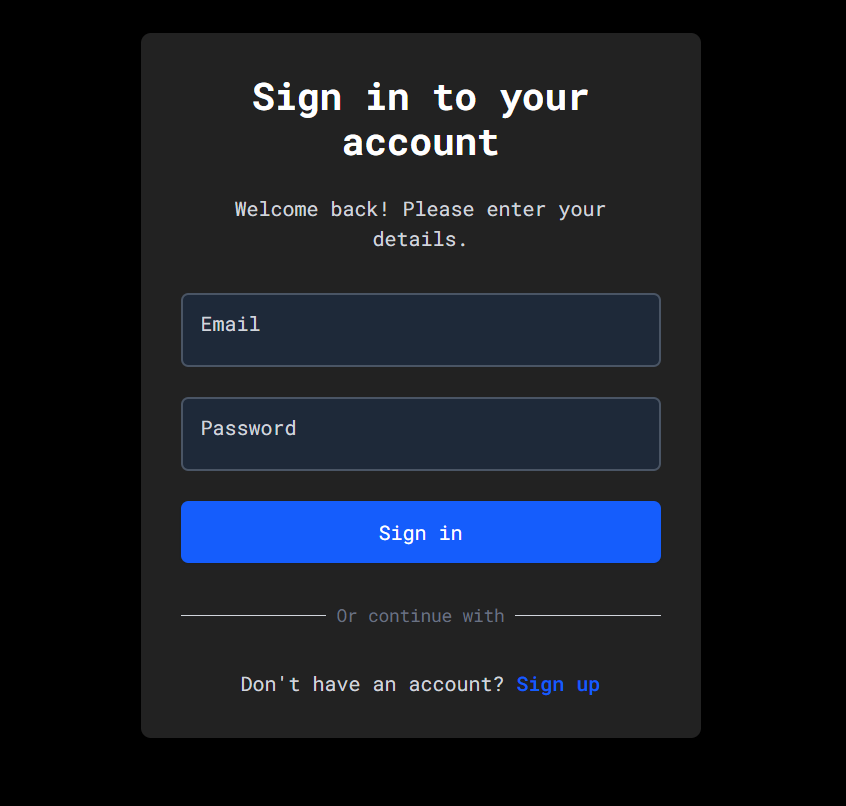 Sign in to your
account
Welcome back! Please enter your
details.
Email
Password
Sign in
Or continue with
Don't have an account? Sign up